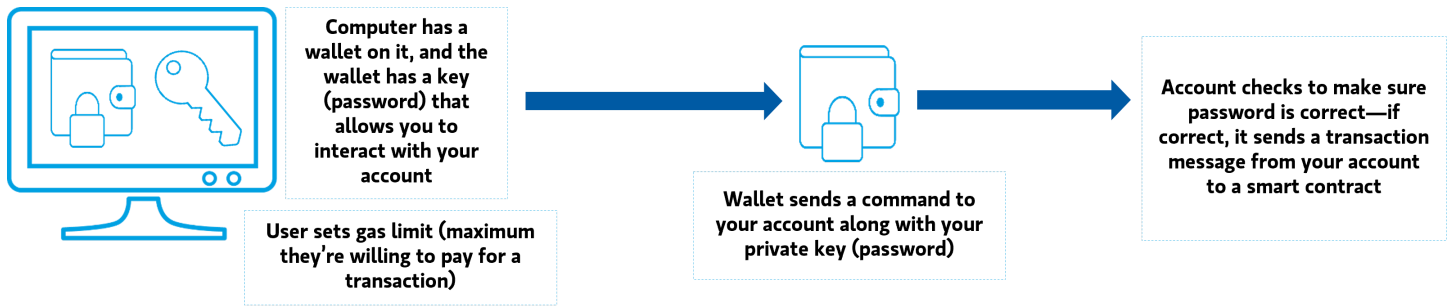 Computer has a
wallet on it, and the
wallet has a key
(password) that
allows you to
interact with your
account
User sets gas limit (maximum
they're willing to pay for a
transaction)
Wallet sends a command to
your account along with your
private key (password)
Account checks to make sure
password is correct—if
correct, it sends a transaction
message from your account
to a smart contract